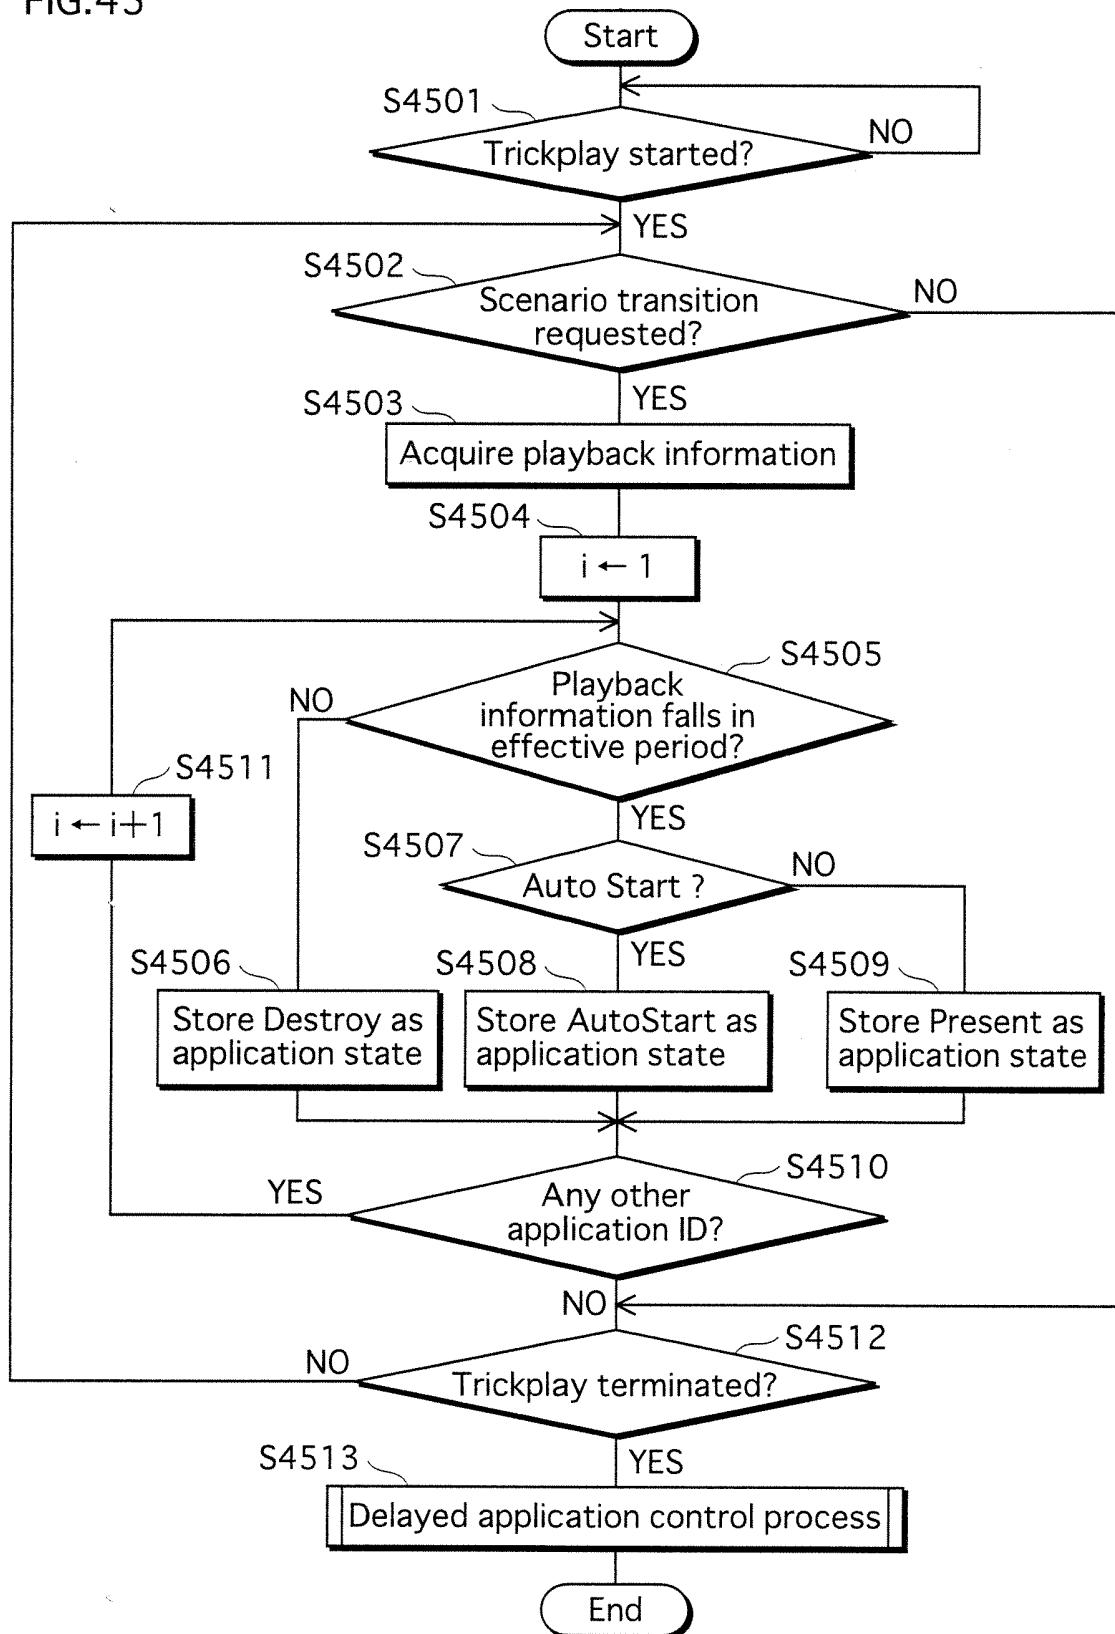 FIG.45
Start
S4501
Trickplay started?
NO
YES
S4502
Scenario transition
requested?
NO
YES
S4503
Acquire playback information
S4504
i ← 1
S4505
Playback
information falls in
effective period?
NO
YES
S4511
i ← i+1
S4507
Auto Start ?
NO
YES
S4506
Store Destroy as
application state
S4508
Store AutoStart as
application state
S4509
Store Present as
application state
S4510
Any other
application ID?
YES
NO
S4512
Trickplay terminated?
NO
YES
S4513
Delayed application control process
End